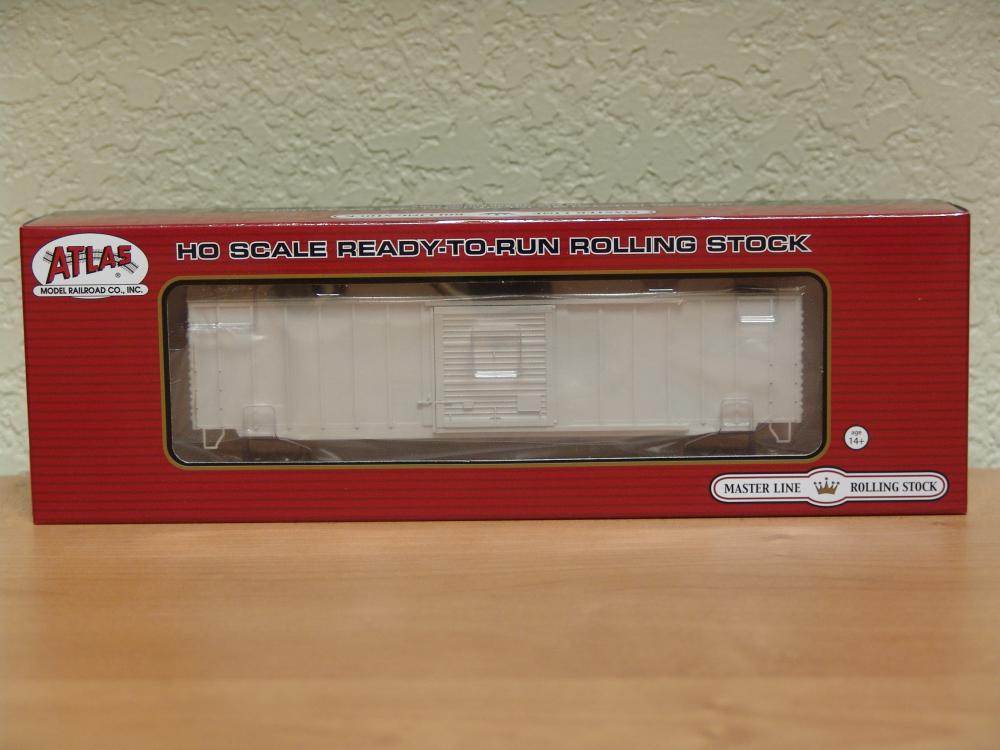 ATLAS
®
MODEL RAILROAD CO., INC.
HO SCALE READY-TO-RUN ROLLING STOCK
age
14+
MASTER LINE ROLLING STOCK